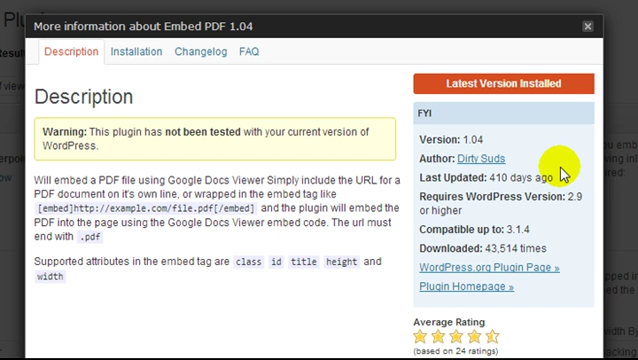 Pl
More information about Embed PDF 1.04
Description Installation Changelog FAQ
Description
Warning: This plugin has not been tested with your current version of
WordPress.
Will embed a PDF file using Google Docs Viewer Simply include the URL for a
PDF document on it's own line, or wrapped in the embed tag like
[embed]http://example.com/file.pdf[/embed] and the plugin will embed the
PDF into the page using the Google Docs Viewer embed code. The url must
end with .pdf
Supported attributes in the embed tag are class id title height and
width
Latest Version Installed
FYI
Version: 1.04
Author: Dirty Suds
Last Updated: 410 days ago
Requires WordPress Version: 2.9
or higher
Compatible up to: 3.1.4
Downloaded: 43,514 times
WordPress.org Plugin Page »
Plugin Homepage »
Average Rating
(based on 24 ratings)